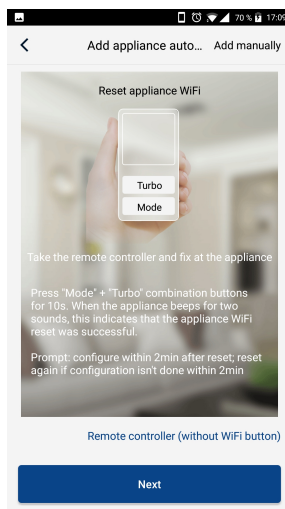 70 % 17:09
Add appliance auto... Add manually
Reset appliance WiFi
Turbo
Mode
Take the remote controller and fix at the appliance
Press "Mode" + "Turbo" combination buttons
for 10s. When the appliance beeps for two
sounds, this indicates that the appliance WiFi
reset was successful.
Prompt: configure within 2min after reset; reset
again if configuration isn't done within 2min
Remote controller (without WiFi button)
Next